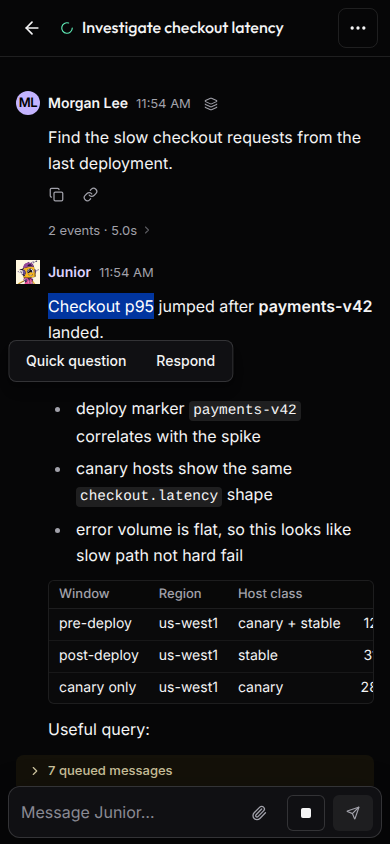 Investigate checkout latency
ML Morgan Lee 11:54 AM
Find the slow checkout requests from the
last deployment.
2 events · 5.0s
Junior 11:54 AM
Checkout p95 jumped after payments-v42
landed.
Quick question Respond
deploy marker payments-v42
correlates with the spike
canary hosts show the same
checkout.latency shape
error volume is flat, so this looks like
slow path not hard fail
Window Region Host class
pre-deploy us-west1 canary + stable 12
post-deploy us-west1 stable
canary only us-west1 canary 28
Useful query:
7 queued messages
Message Junior...